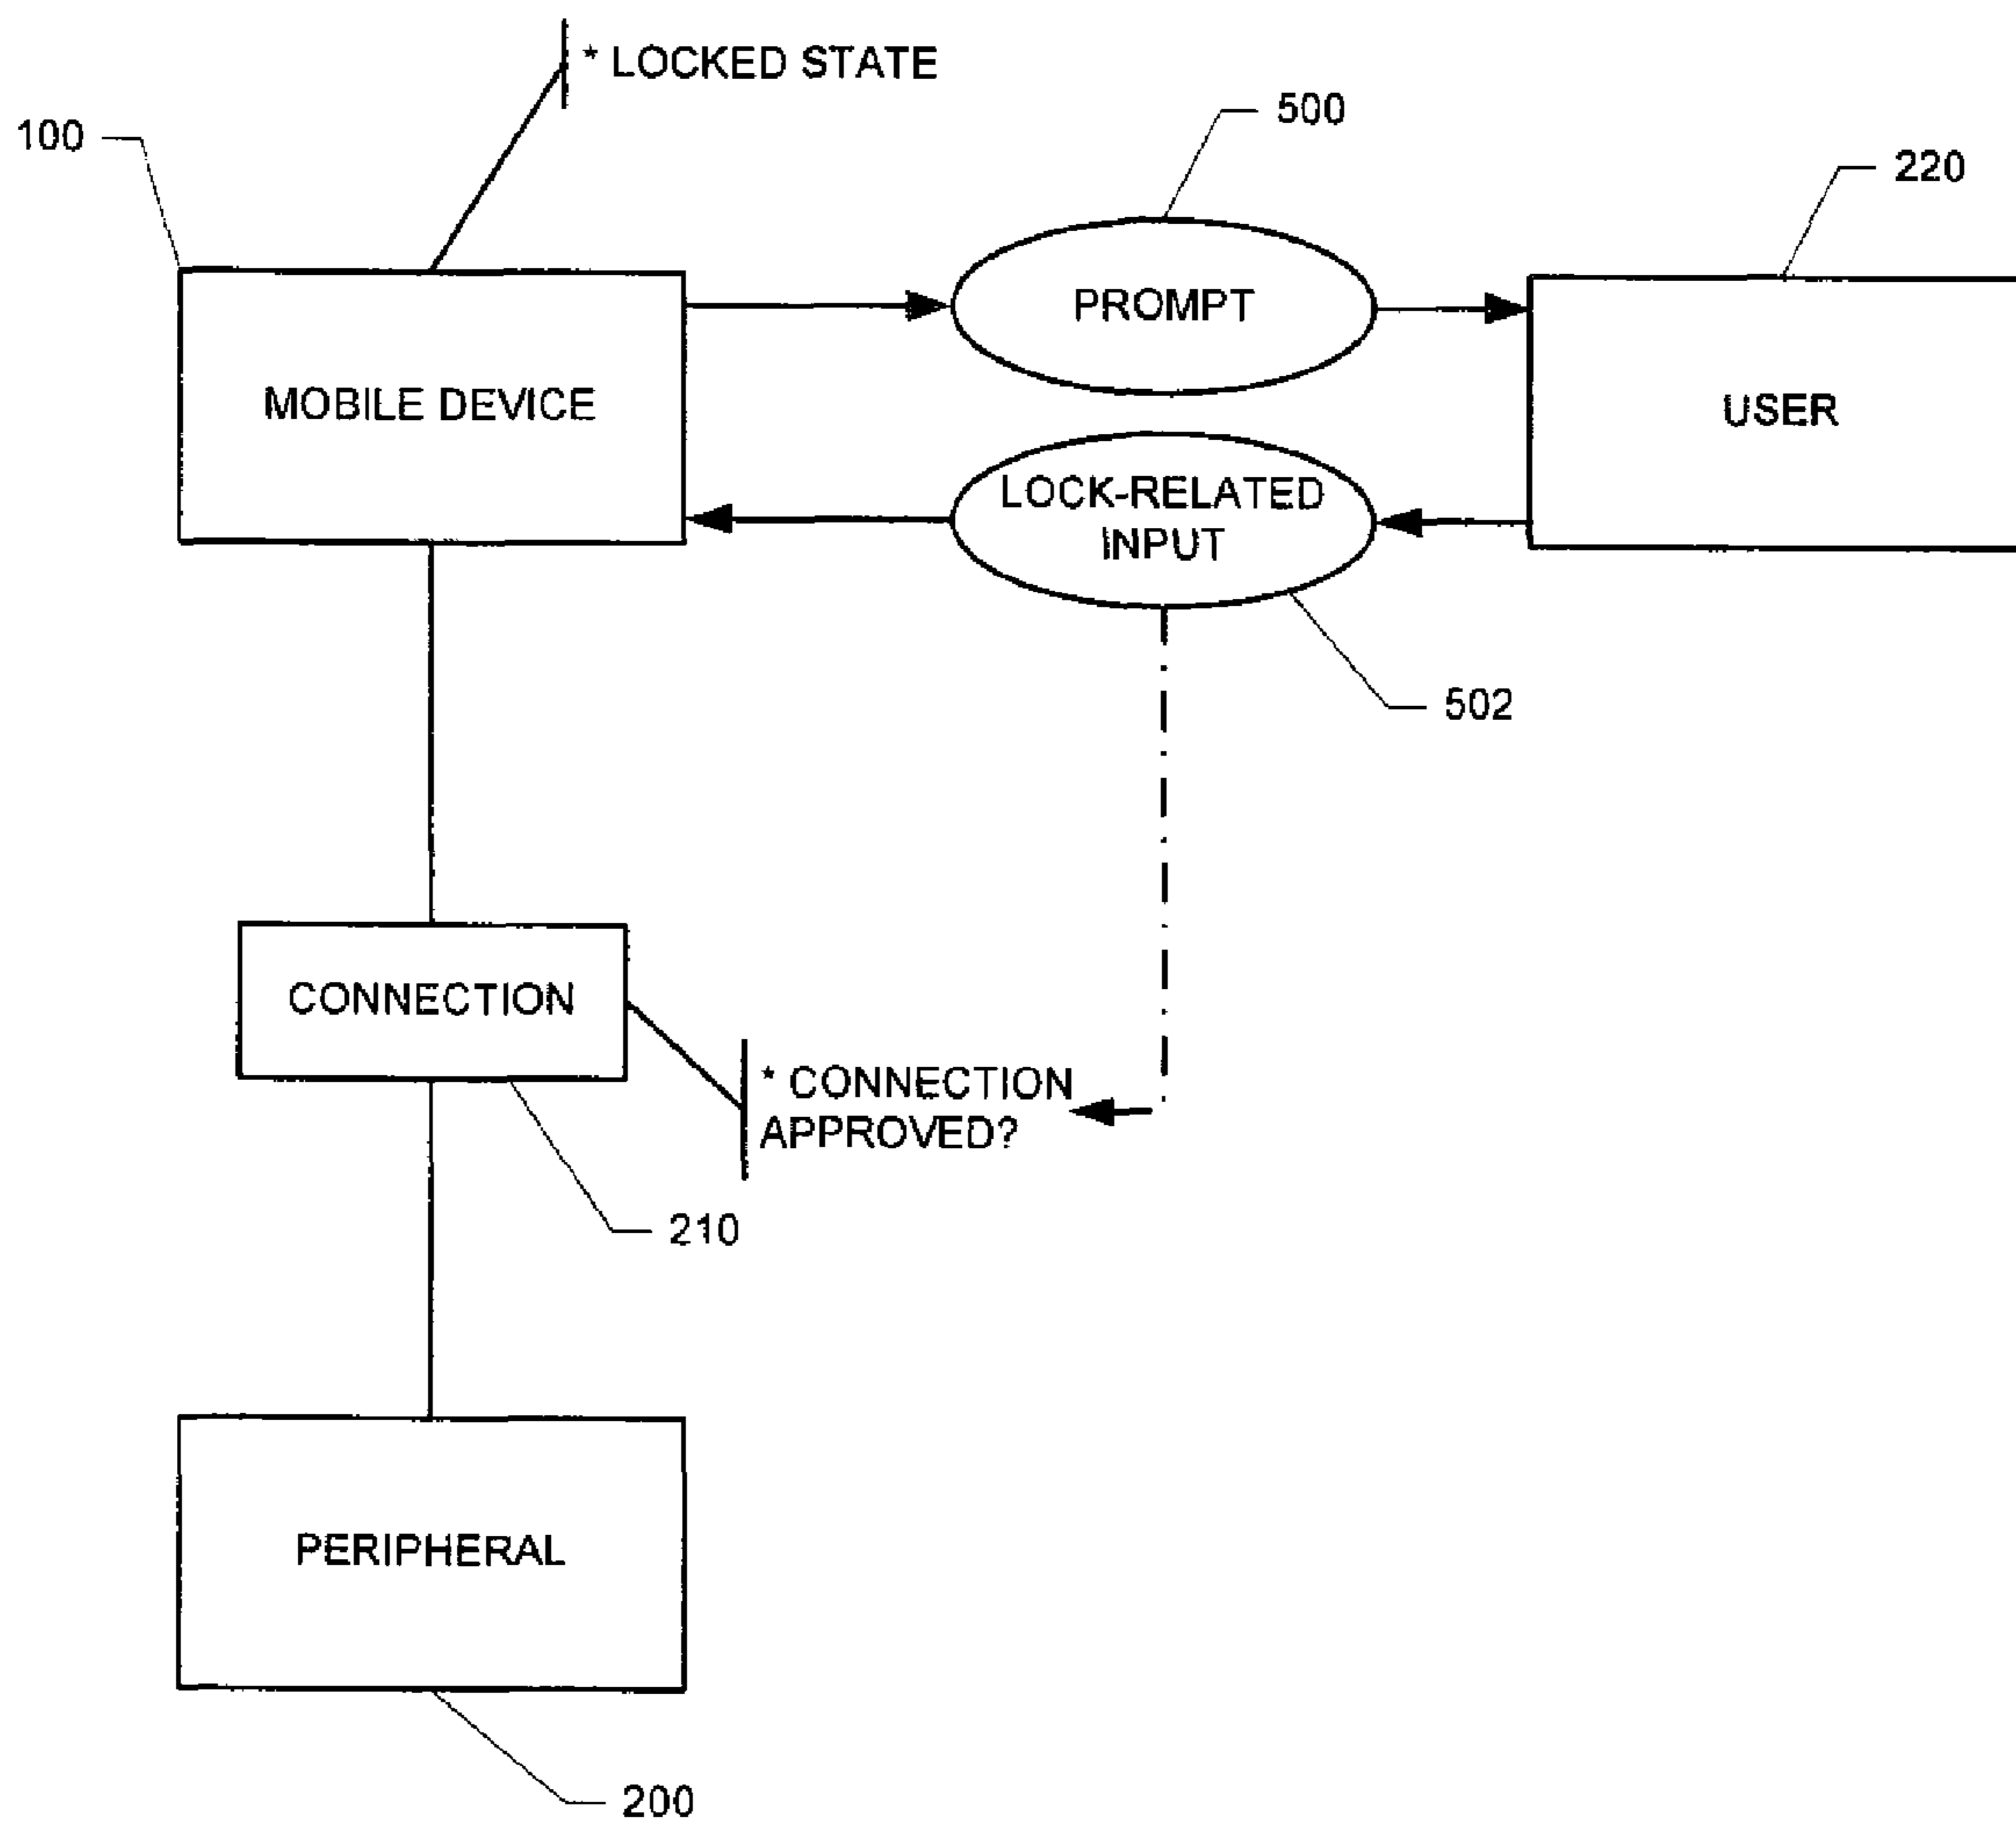 * LOCKED STATE
100
500
220
PROMPT
MOBILE DEVICE
USER
LOCK-RELATED
INPUT
502
CONNECTION
* CONNECTION
APPROVED?
210
PERIPHERAL
200